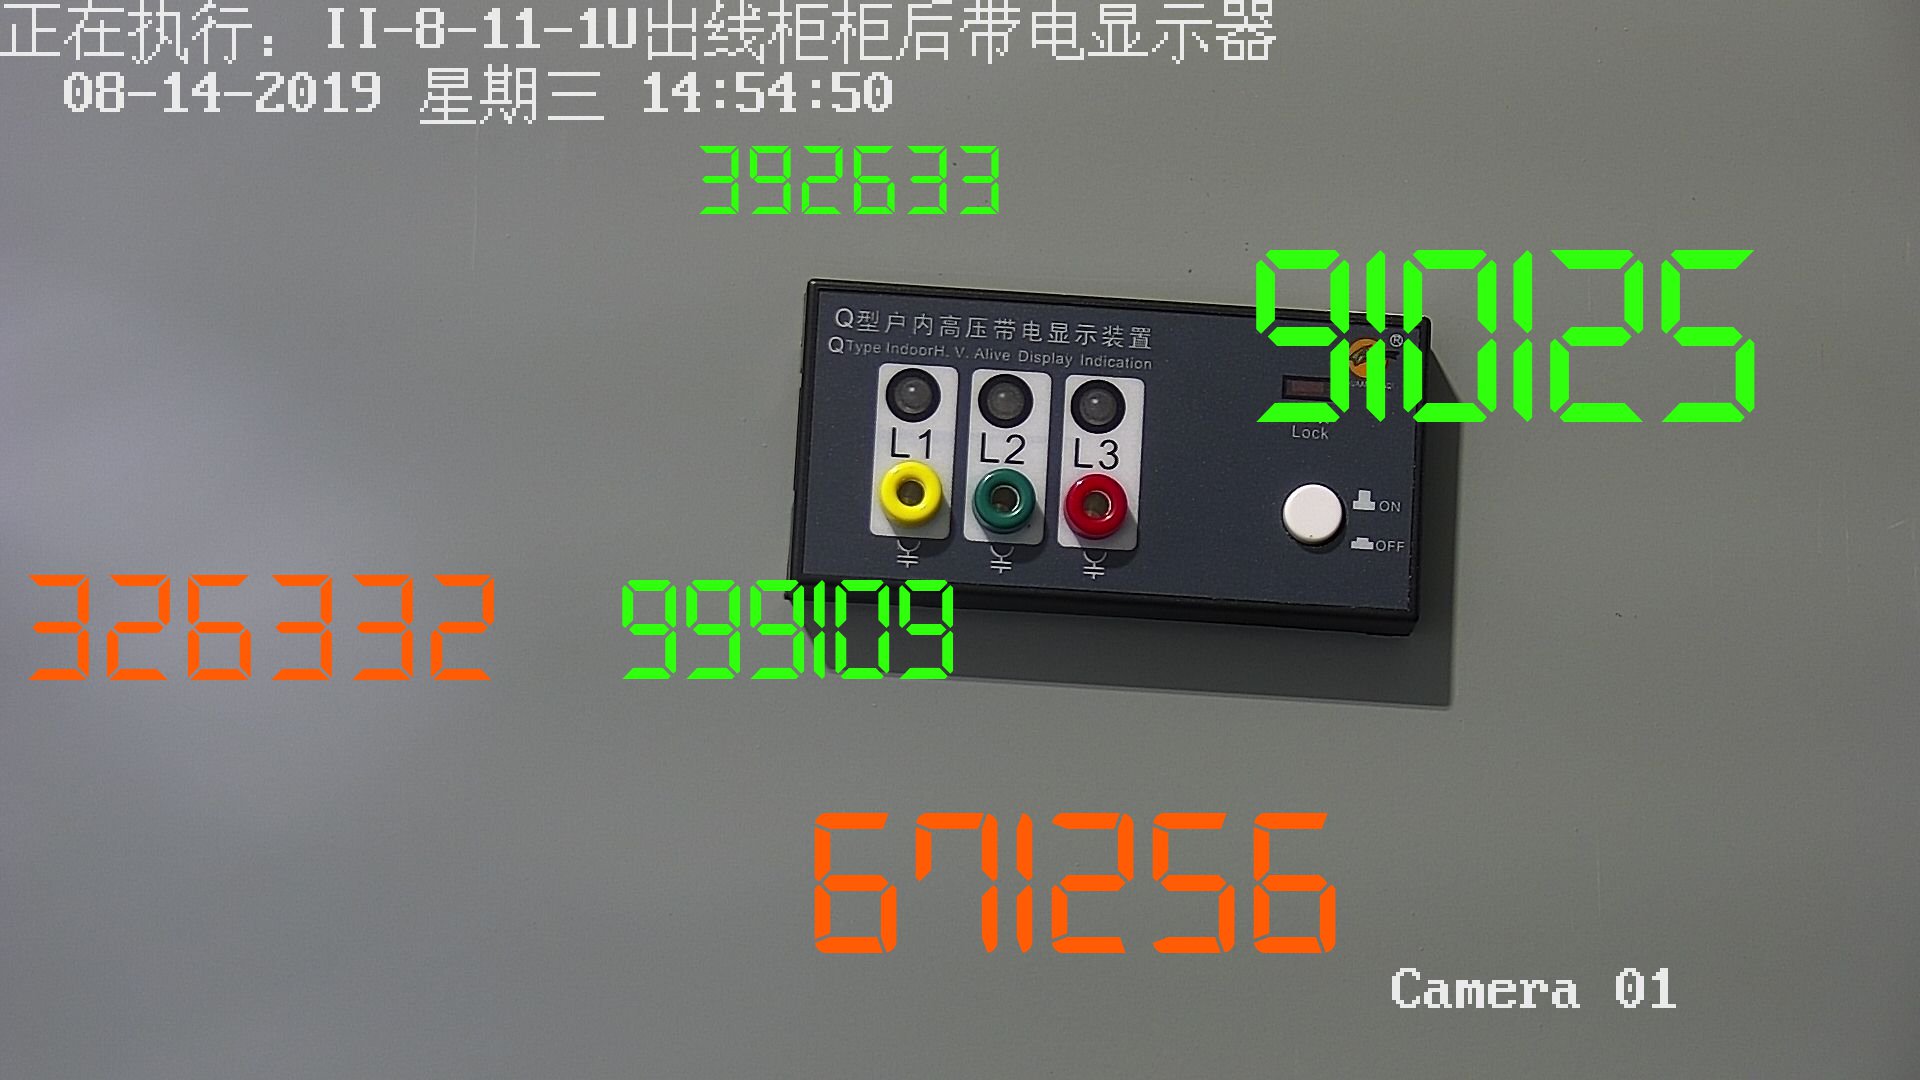 正在执行: II-8-11-1U出线柜柜后带电显示器
08-14-2019 星期三 14:54:50
392633
910125
Q型户内高压带电显示装置
®
QType IndoorH. V. Alive Display Indication
Lock
L1 L2 L3
ON
OFF
326332
999109
671256
Camera 01